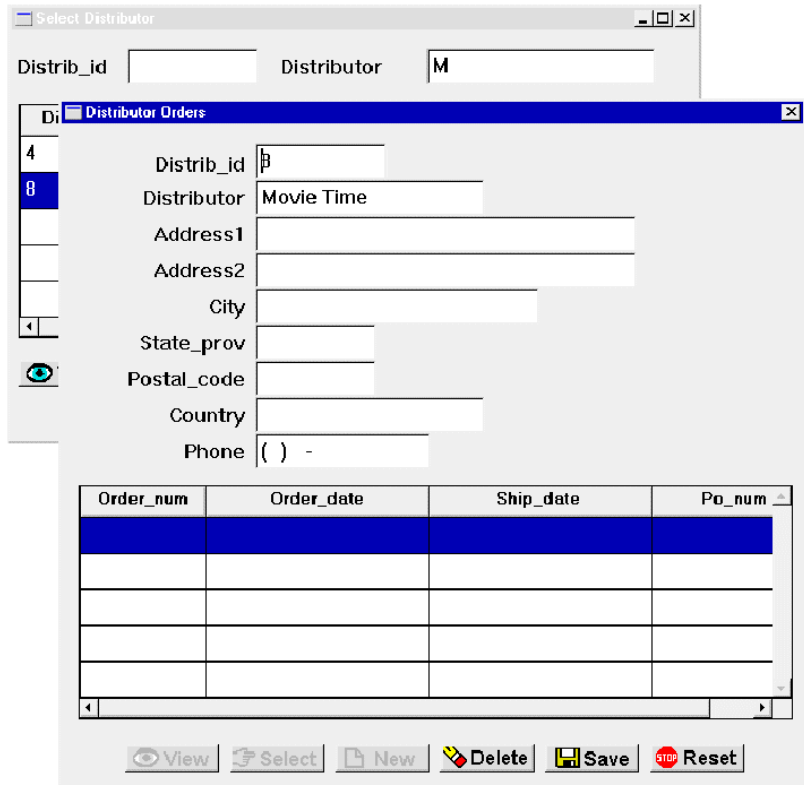 Select Distributor
Distrib_id Distributor M
Di
4
8
Distributor Orders
Distrib_id 8
Distributor Movie Time
Address1
Address2
City
State_prov
Postal_code
Country
Phone ( ) -
Order_num Order_date Ship_date Po_num
View Select New Delete Save STOP Reset